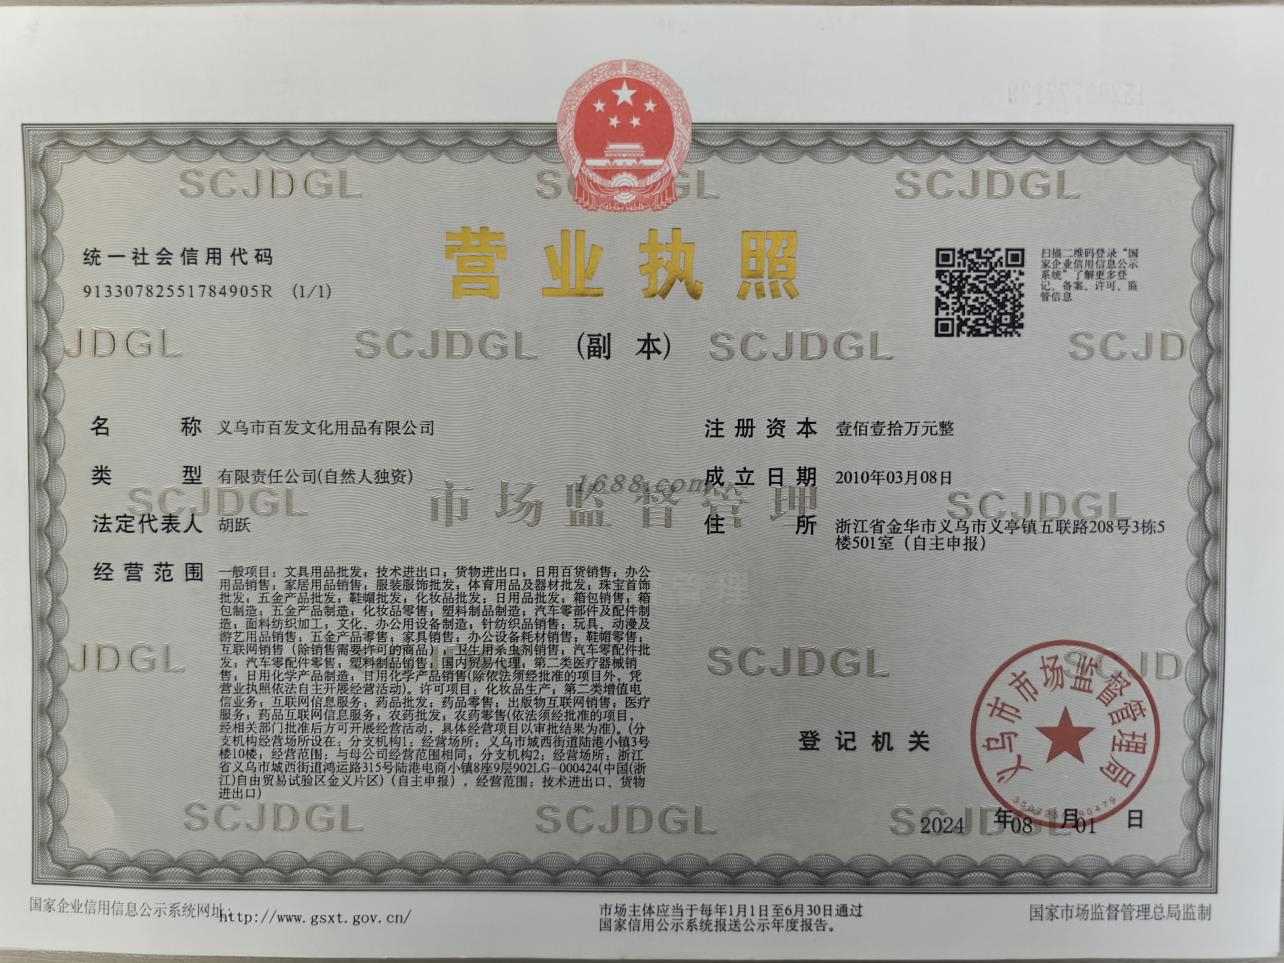 统一社会信用代码
91330782551784905R (1/1)
营业执照
(副 本)
扫描二维码登录“国
家企业信用信息公示
系统”了解更多登
记、备案、许可、监
管信息
名 称 义乌市百发文化用品有限公司
类 型 有限责任公司(自然人独资)
法定代表人 胡跃
经营范围 一般项目：文具用品批发；技术进出口；货物进出口；日用百货销售；办公
用品销售；家居用品销售；服装服饰批发；体育用品及器材批发；珠宝首饰
批发；五金产品批发；鞋帽批发；化妆品批发；日用品批发；箱包销售；箱
包制造；五金产品制造；化妆品零售；塑料制品制造；汽车零部件及配件制
造；面料纺织加工；文化、办公用设备制造；针纺织品销售；玩具、动漫及
游艺用品销售；五金产品零售；家具销售；办公设备耗材销售；鞋帽零售；
互联网销售（除销售需要许可的商品）；卫生用杀虫剂销售；汽车零配件批
发；汽车零配件零售；塑料制品销售；国内贸易代理；第二类医疗器械销
售；日用化学产品制造；日用化学产品销售(除依法须经批准的项目外，凭
营业执照依法自主开展经营活动)。许可项目：化妆品生产；第二类增值电
信业务；互联网信息服务；药品批发；药品零售；出版物互联网销售；医疗
服务；药品互联网信息服务；农药批发；农药零售(依法须经批准的项目，
经相关部门批准后方可开展经营活动，具体经营项目以审批结果为准)。(分
支机构经营场所设在：分支机构1：经营场所：义乌市城西街道陆港小镇3号
楼10楼，经营范围：与母公司经营范围相同；分支机构2：经营场所：浙江
省义乌市城西街道鸿运路315号陆港电商小镇8座9层902LG-000424(中国(浙
江)自由贸易试验区金义片区)（自主申报），经营范围：技术进出口、货物
进出口)
注册资本 壹佰壹拾万元整
成立日期 2010年03月08日
住 所 浙江省金华市义乌市义亭镇五联路208号3栋5
楼501室（自主申报）
登记机关
义乌市市场监督管理局
2024 年08 月01 日
SCJDGL
市场监督管理
1688.com
国家企业信用信息公示系统网址：http://www.gsxt.gov.cn/
市场主体应当于每年1月1日至6月30日通过
国家信用公示系统报送公示年度报告。
国家市场监督管理总局监制